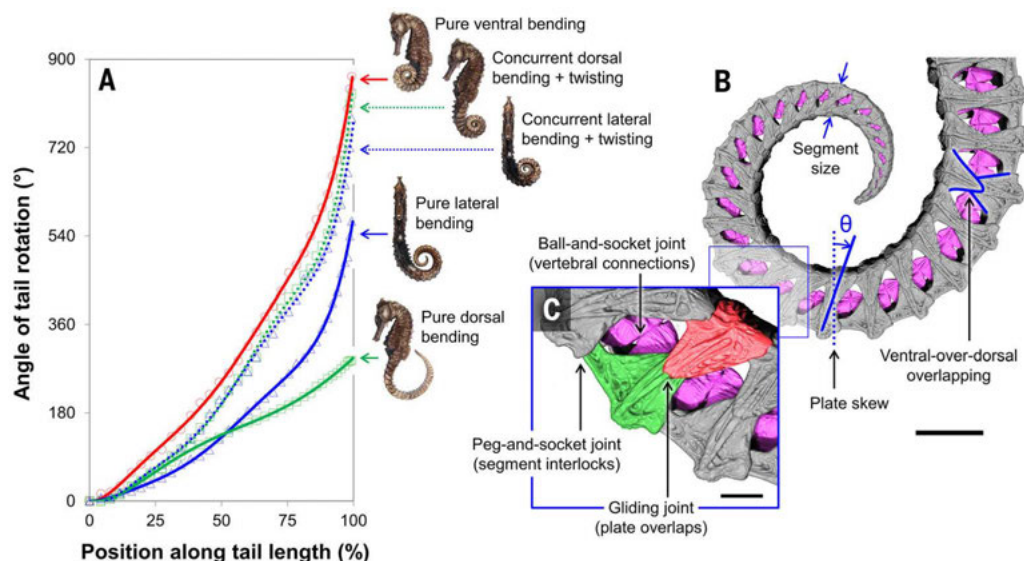 A
900
720
540
360
180
0
0
25
50
75
100
Angle of tail rotation (°)
Position along tail length (%)
Pure ventral bending
Concurrent dorsal
bending + twisting
Concurrent lateral
bending + twisting
Pure lateral
bending
Pure dorsal
bending
B
Segment
size
θ
Ventral-over-dorsal
overlapping
Plate skew
C
Ball-and-socket joint
(vertebral connections)
Peg-and-socket joint
(segment interlocks)
Gliding joint
(plate overlaps)